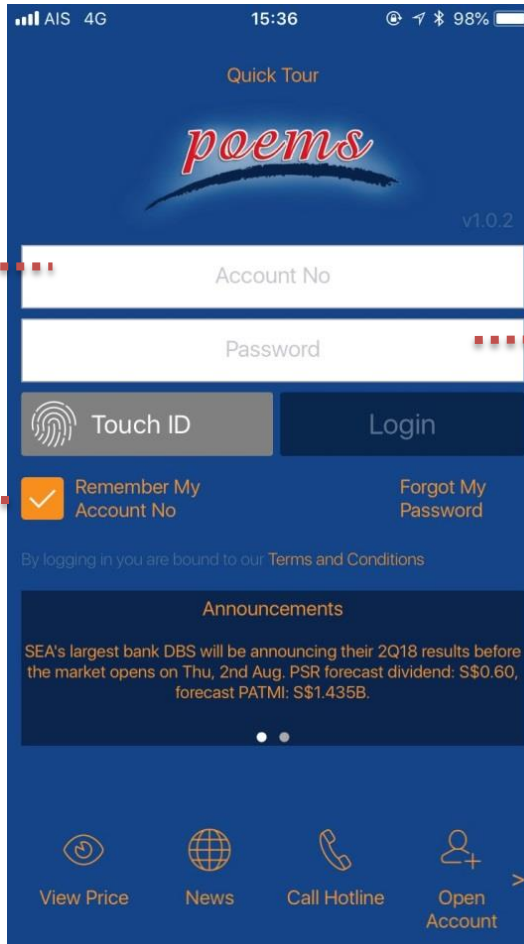 AIS 4G 15:36 98%
Quick Tour
poems
v1.0.2
Account No
Password
Touch ID Login
Remember My Account No
Forgot My Password
By logging in you are bound to our Terms and Conditions
Announcements
SEA's largest bank DBS will be announcing their 2Q18 results before
the market opens on Thu, 2nd Aug. PSR forecast dividend: S$0.60,
forecast PATMI: S$1.435B.
View Price News Call Hotline Open Account >